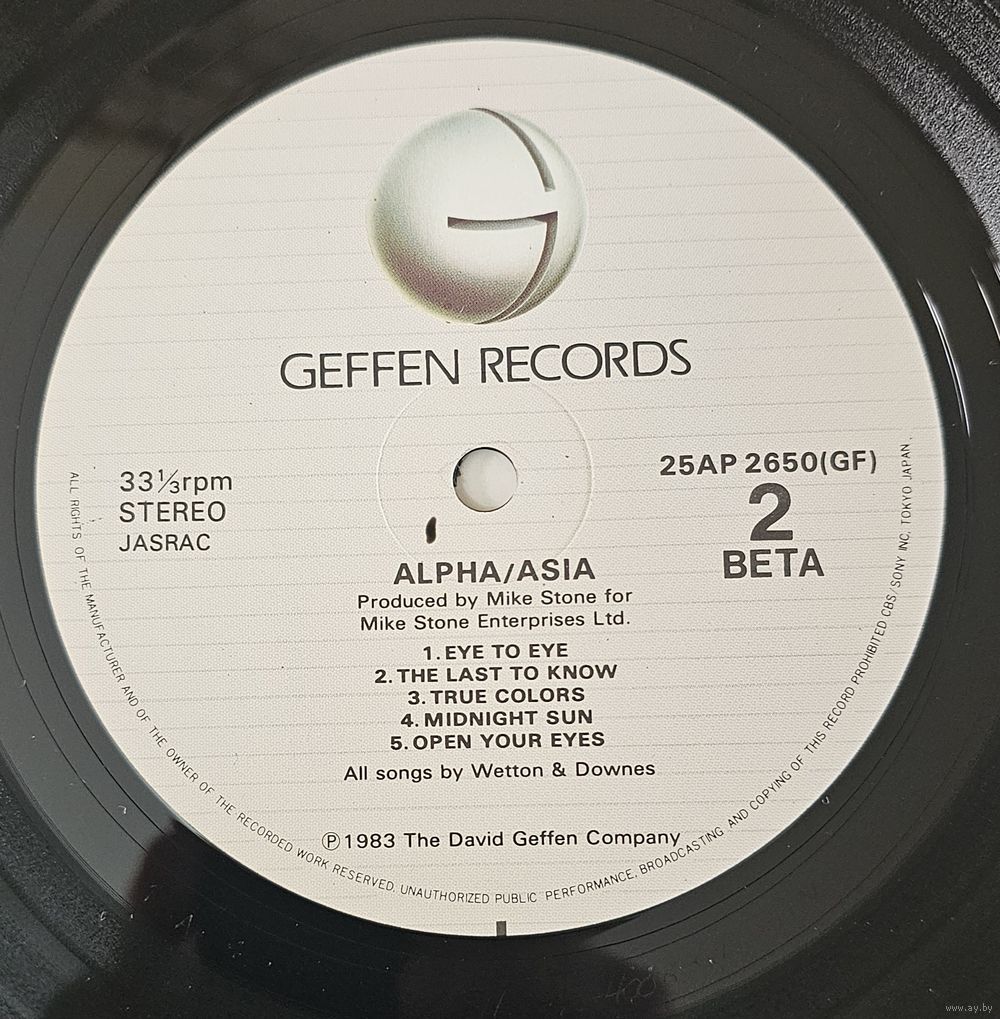 GEFFEN RECORDS
33⅓rpm
STEREO
JASRAC
25AP 2650(GF)
2
BETA
ALPHA/ASIA
Produced by Mike Stone for
Mike Stone Enterprises Ltd.
1. EYE TO EYE
2. THE LAST TO KNOW
3. TRUE COLORS
4. MIDNIGHT SUN
5. OPEN YOUR EYES
All songs by Wetton & Downes
Ⓟ1983 The David Geffen Company
ALL RIGHTS OF THE MANUFACTURER AND OF THE OWNER OF THE RECORDED WORK RESERVED. UNAUTHORIZED PUBLIC PERFORMANCE, BROADCASTING AND COPYING OF THIS RECORD PROHIBITED CBS/SONY INC. TOKYO JAPAN.
www.ay.by